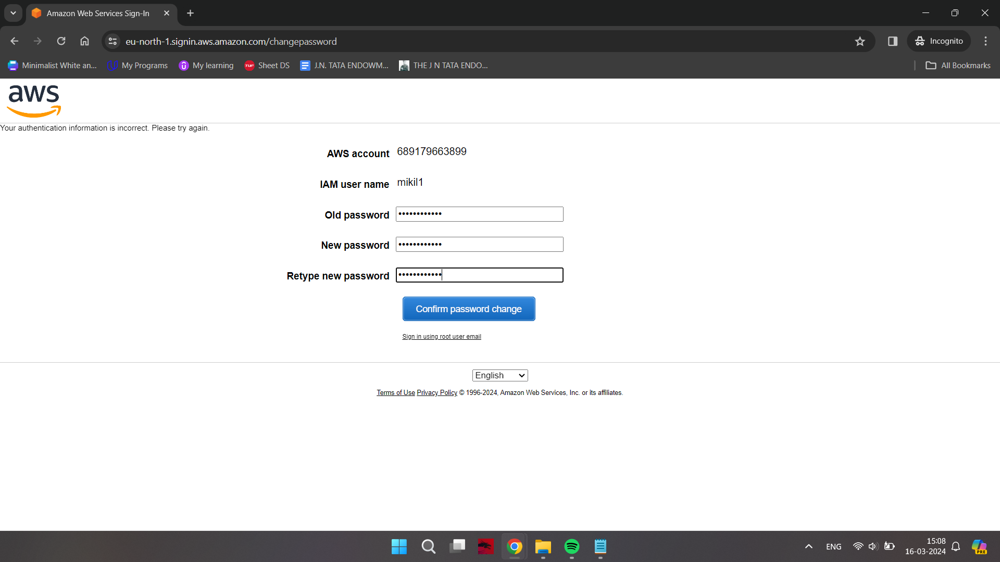 Amazon Web Services Sign-In
eu-north-1.signin.aws.amazon.com/changepassword
Incognito
Minimalist White an...
My Programs
My learning
TUF
Sheet DS
J.N. TATA ENDOWM...
THE J N TATA ENDO...
All Bookmarks
aws
Your authentication information is incorrect. Please try again.
AWS account 689179663899
IAM user name mikil1
Old password ••••••••••••
New password ••••••••••••
Retype new password ••••••••••••
Confirm password change
Sign in using root user email
English
Terms of Use Privacy Policy © 1996-2024, Amazon Web Services, Inc. or its affiliates.
ENG
15:08
16-03-2024
PRE